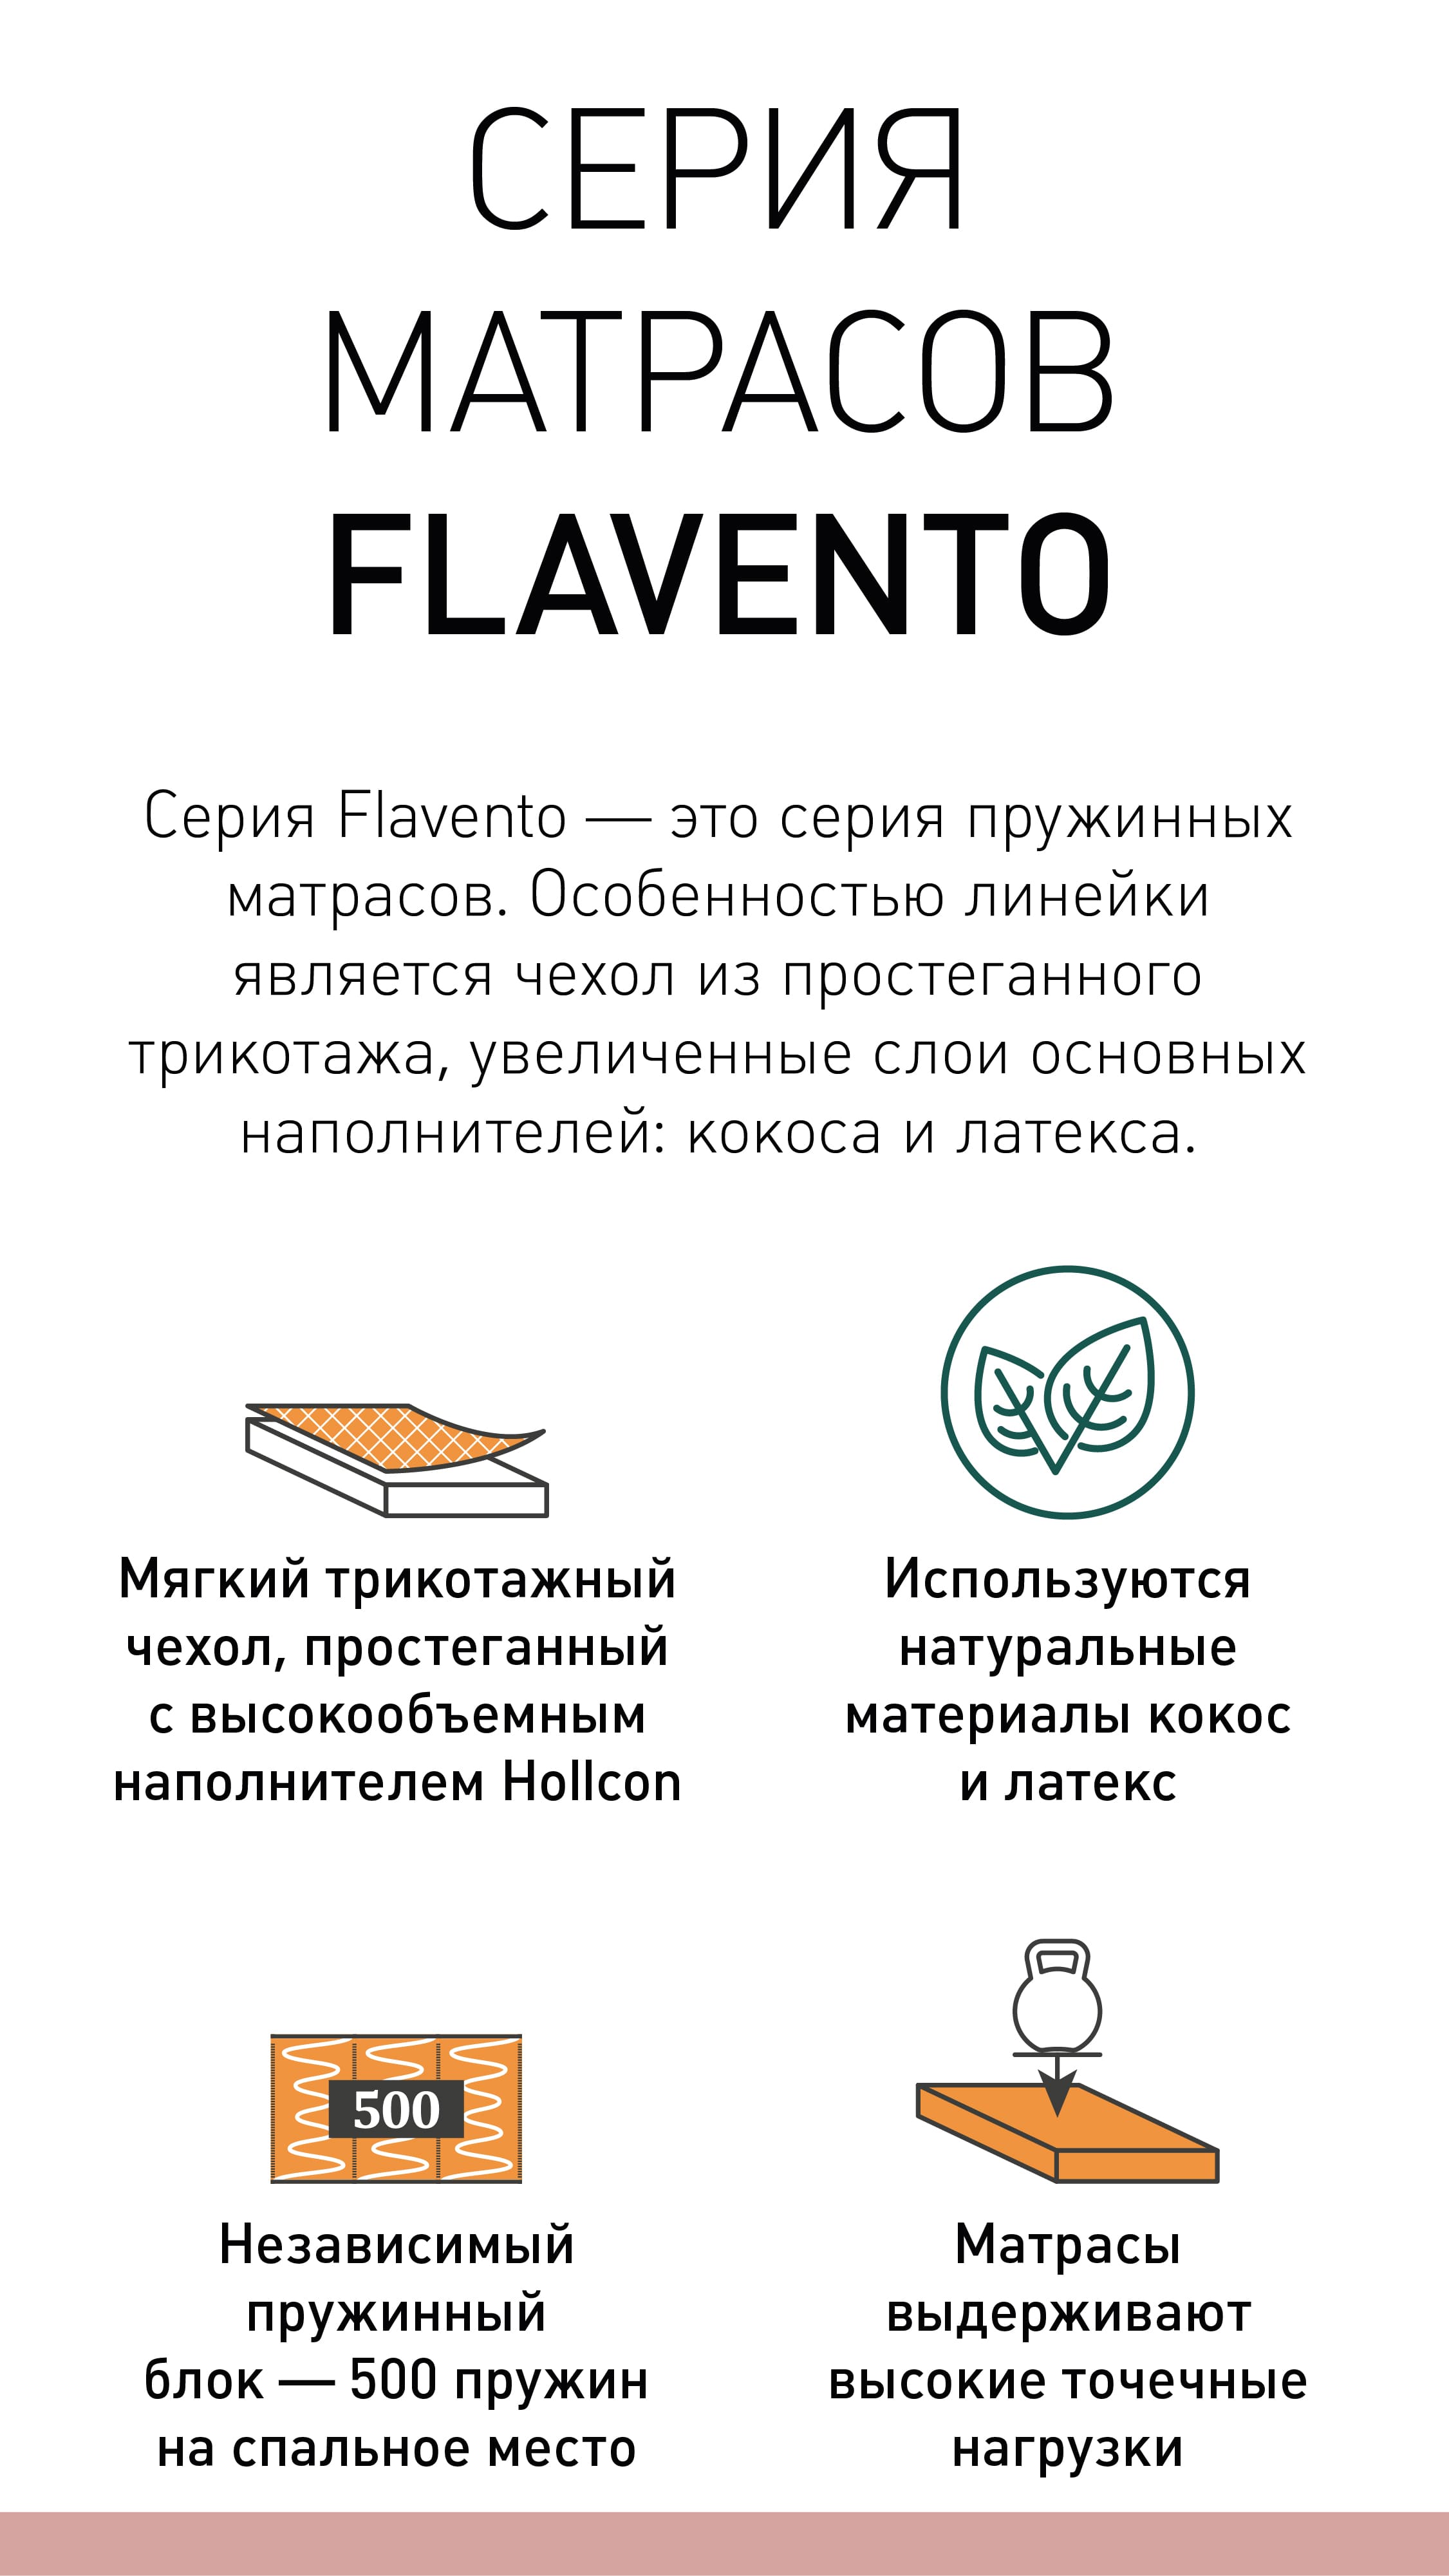 СЕРИЯ
МАТРАСОВ
FLAVENTO
Серия Flavento — это серия пружинных
матрасов. Особенностью линейки
является чехол из простеганного
трикотажа, увеличенные слои основных
наполнителей: кокоса и латекса.
Мягкий трикотажный
чехол, простеганный
с высокообъемным
наполнителем Hollcon
Используются
натуральные
материалы кокос
и латекс
500
Независимый
пружинный
блок — 500 пружин
на спальное место
Матрасы
выдерживают
высокие точечные
нагрузки